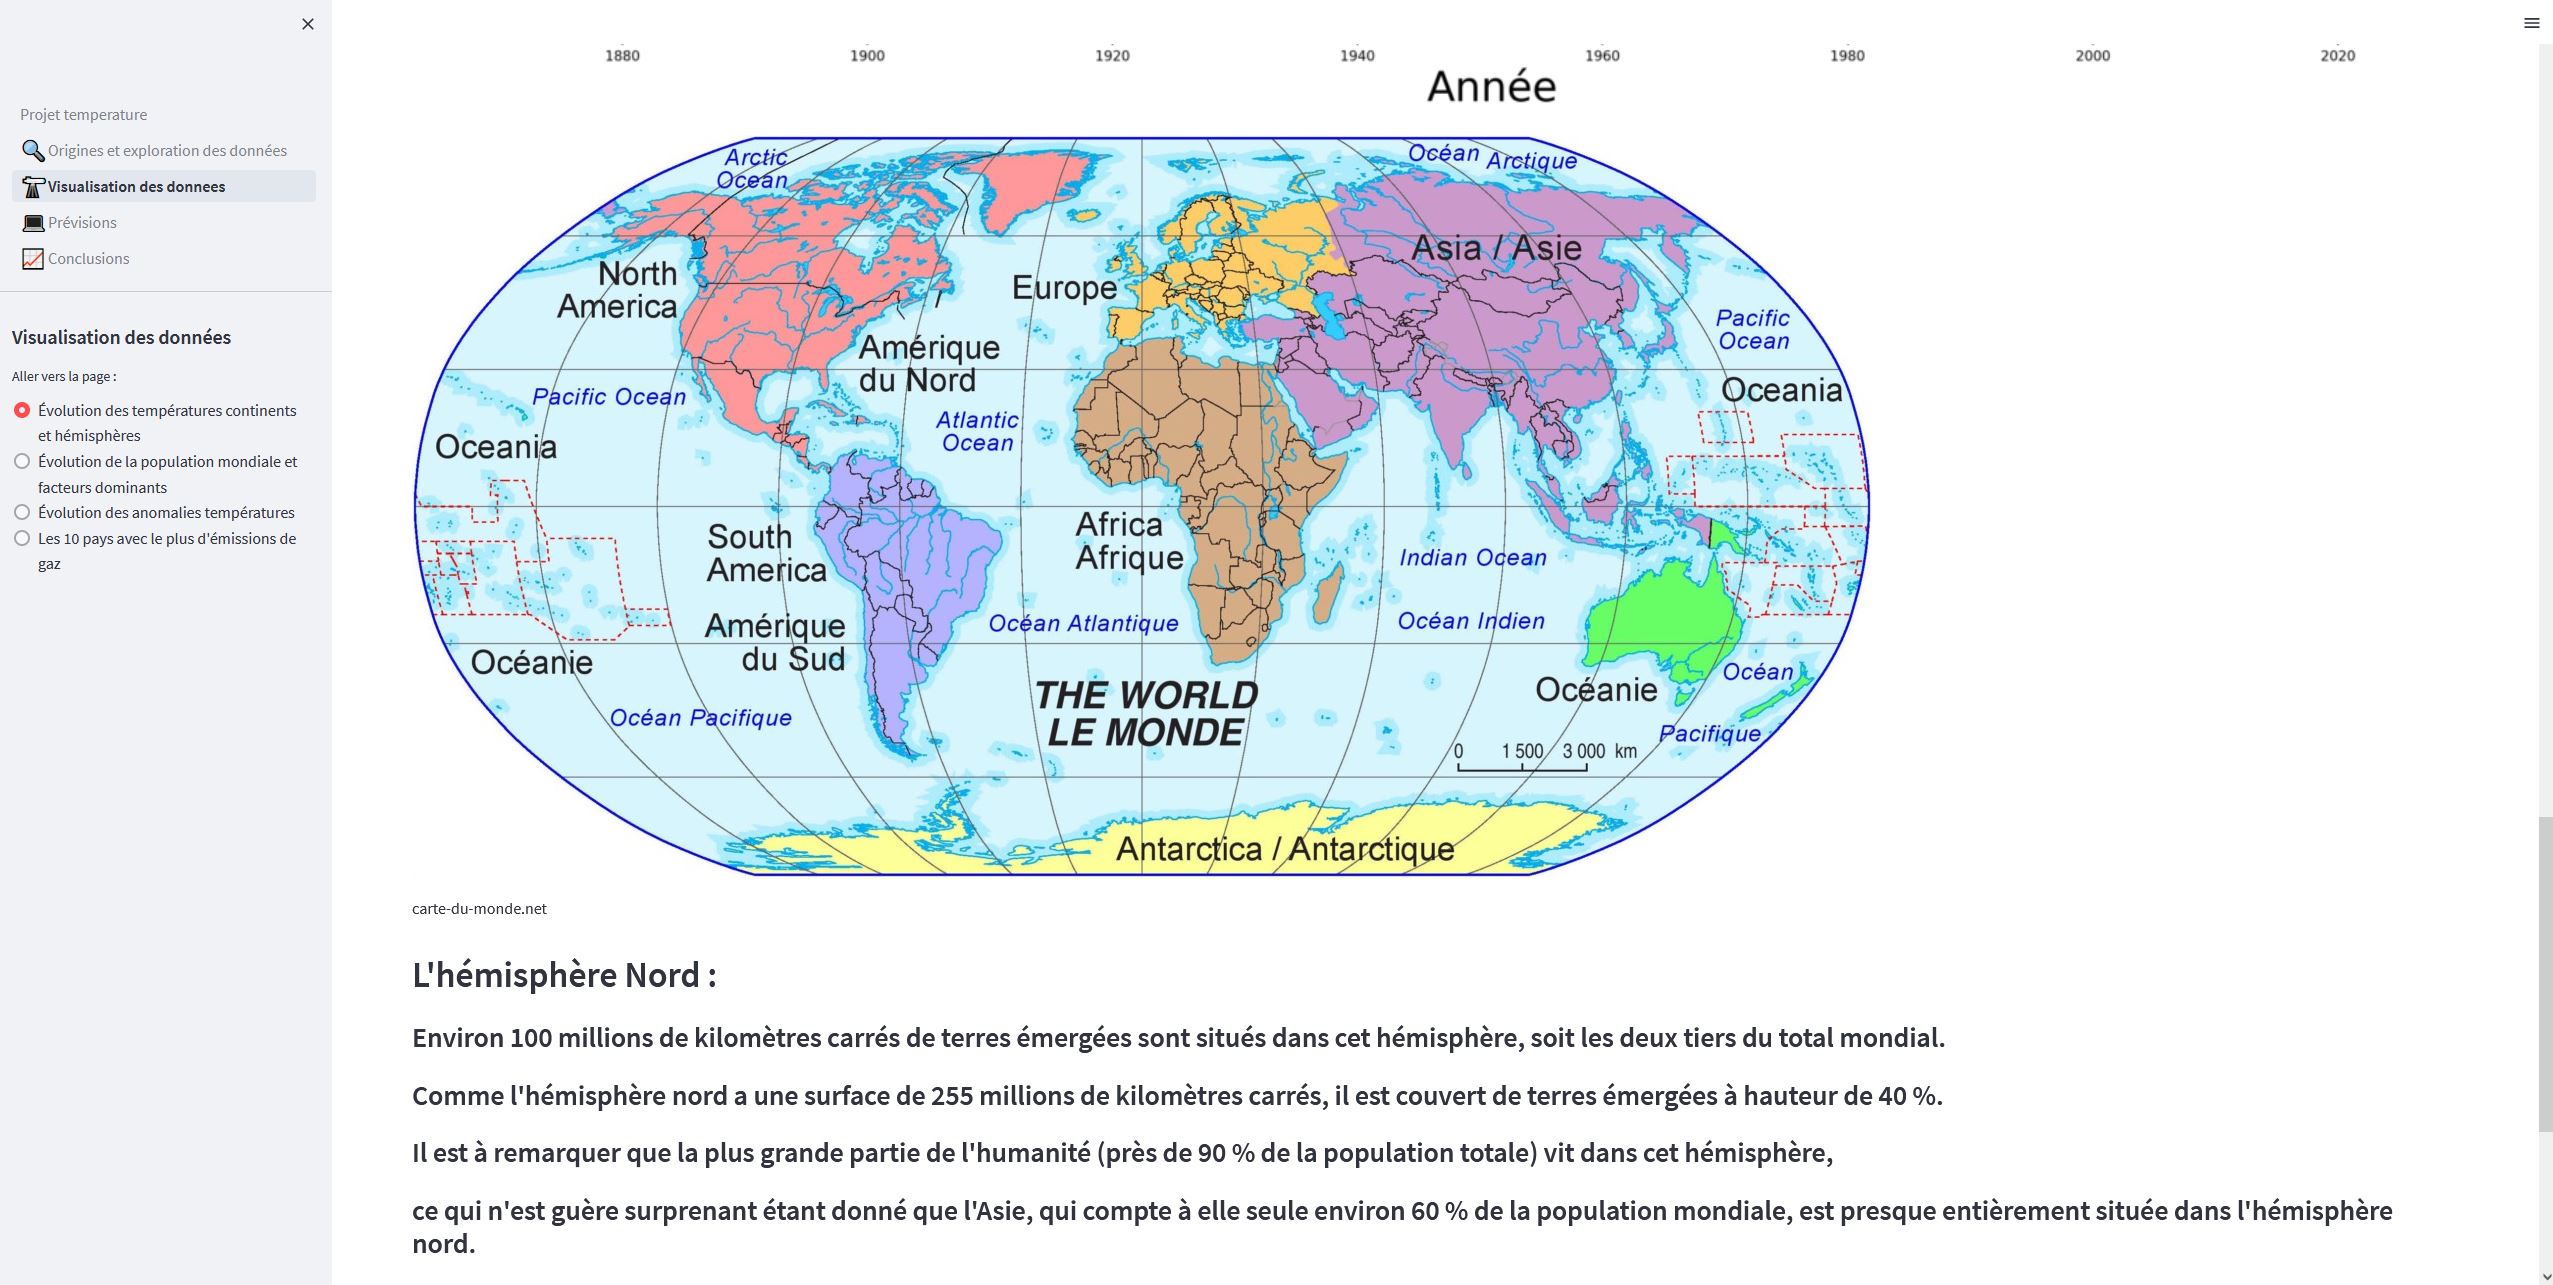 Projet temperature
Origines et exploration des données
Visualisation des donnees
Prévisions
Conclusions
Visualisation des données
Aller vers la page :
Évolution des températures continents
et hémisphères
Évolution de la population mondiale et
facteurs dominants
Évolution des anomalies températures
Les 10 pays avec le plus d'émissions de
gaz
1880 1900 1920 1940 1960 1980 2000 2020
Année
Arctic
Ocean
Océan Arctique
North
America
Europe
Asia / Asie
Amérique
du Nord
Pacific
Ocean
Pacific Ocean
Atlantic
Ocean
Oceania
Oceania
South
America
Africa
Afrique
Indian Ocean
Amérique
du Sud
Océan Atlantique
Océan Indien
Océanie
Océanie
Océan
Pacifique
Océan Pacifique
THE WORLD
LE MONDE
0 1 500 3 000 km
Antarctica / Antarctique
carte-du-monde.net
L'hémisphère Nord :
Environ 100 millions de kilomètres carrés de terres émergées sont situés dans cet hémisphère, soit les deux tiers du total mondial.
Comme l'hémisphère nord a une surface de 255 millions de kilomètres carrés, il est couvert de terres émergées à hauteur de 40 %.
Il est à remarquer que la plus grande partie de l'humanité (près de 90 % de la population totale) vit dans cet hémisphère,
ce qui n'est guère surprenant étant donné que l'Asie, qui compte à elle seule environ 60 % de la population mondiale, est presque entièrement située dans l'hémisphère
nord.